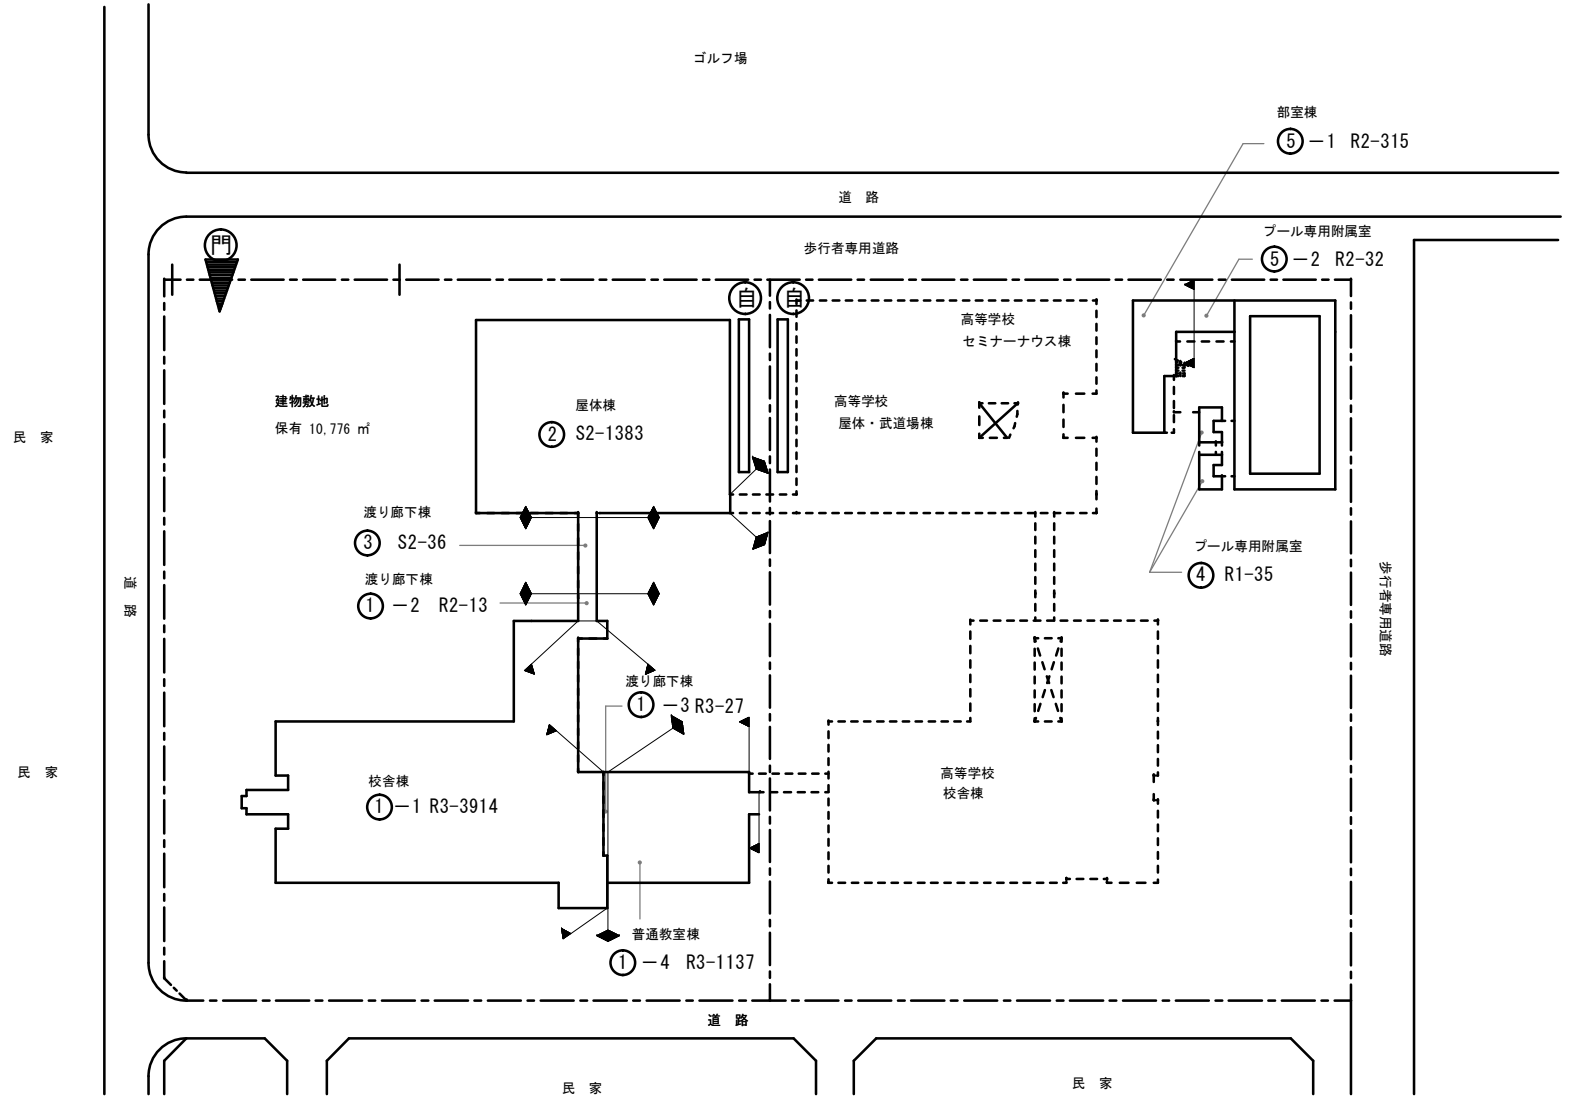 ゴルフ場
部室棟
⑤－1 R2-315
道 路
プール専用附属室
⑤－2 R2-32
門
歩行者専用道路
自
自
高等学校
セミナーナウス棟
建物敷地
保有 10,776 ㎡
屋体棟
② S2-1383
高等学校
屋体・武道場棟
民 家
渡り廊下棟
③ S2-36
プール専用附属室
④ R1-35
渡り廊下棟
①－2 R2-13
道 路
歩行者専用道路
渡り廊下棟
①－3 R3-27
民 家
校舎棟
①－1 R3-3914
高等学校
校舎棟
普通教室棟
①－4 R3-1137
道 路
民 家
民 家